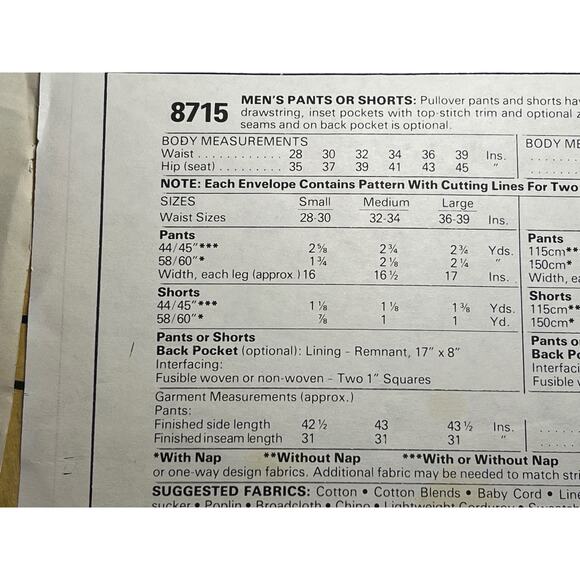 8715
MEN'S PANTS OR SHORTS: Pullover pants and shorts
drawstring, inset pockets with top-stitch trim and optional
seams and on back pocket is optional.
BODY MEASUREMENTS
Waist . . . . . . . . . . . . 28 30 32 34 36 39 Ins.
Hip (seat) . . . . . . . . . . 35 37 39 41 43 45 "
BODY
NOTE: Each Envelope Contains Pattern With Cutting Lines For Two
SIZES Small Medium Large
Waist Sizes 28-30 32-34 36-39 Ins.
Pants
44/45"*** 2⅝ 2¾ 2¾ Yds.
58/60"* 1¾ 2⅛ 2¼ "
Width, each leg (approx.) 16 16½ 17 Ins.
Shorts
44/45"*** 1⅛ 1⅛ 1⅜ Yds.
58/60"* ⅞ 1 1 Yd.
Pants or Shorts
Back Pocket (optional): Lining - Remnant, 17" x 8"
Interfacing:
Fusible woven or non-woven - Two 1" Squares
Garment Measurements (approx.)
Pants:
Finished side length 42½ 43 43½ Ins.
Finished inseam length 31 31 31 "
Pants
115cm**
150cm*
Width,
Shorts
115cm**
150cm*
Pants
Back
Fusible
*With Nap **Without Nap ***With or Without Nap
or one-way design fabrics. Additional fabric may be needed to match
SUGGESTED FABRICS: Cotton • Cotton Blends • Baby Cord •
sucker • Poplin • Broadcloth • Chino • Lightweight Corduroy •